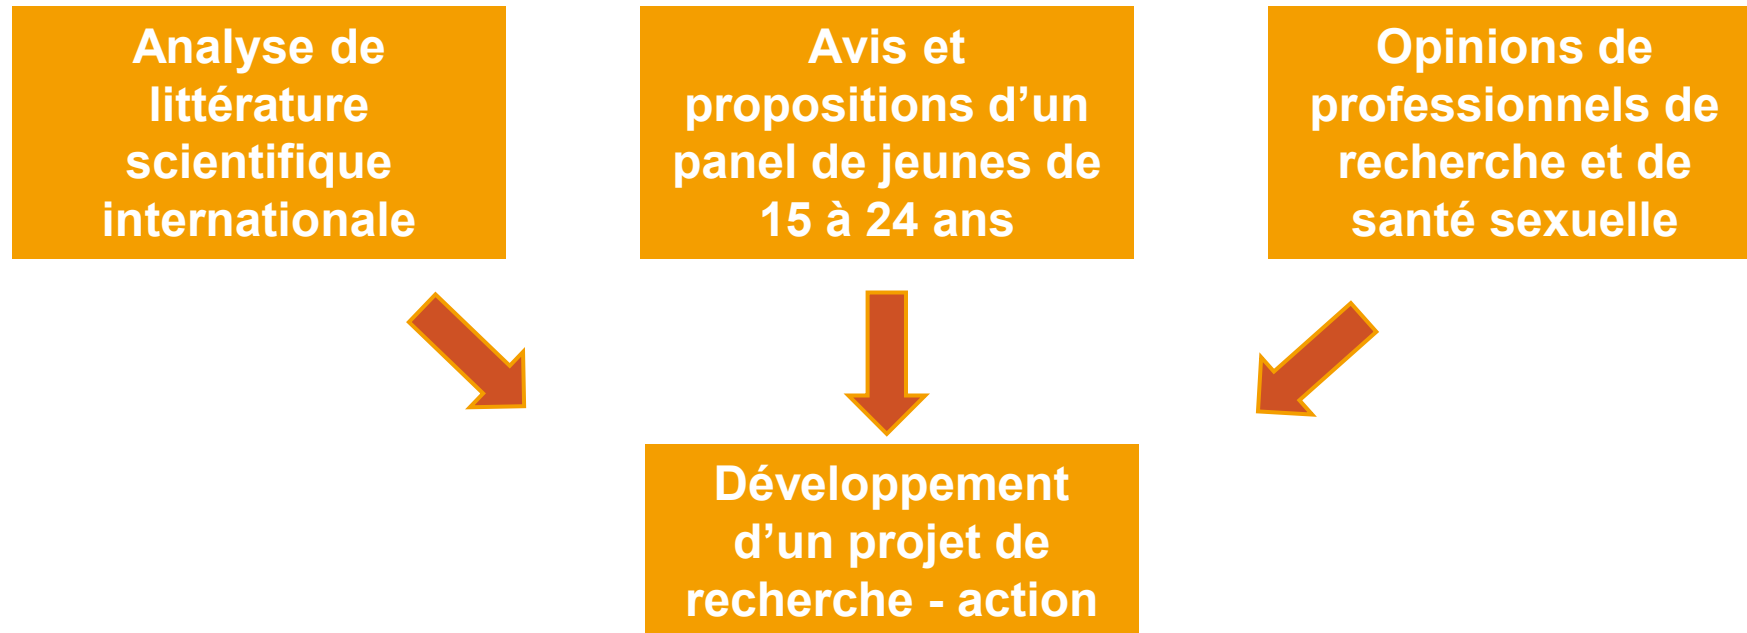 Analyse de
littérature
scientifique
internationale
Avis et
propositions d’un
panel de jeunes de
15 à 24 ans
Opinions de
professionnels de
recherche et de
santé sexuelle
Développement
d’un projet de
recherche - action